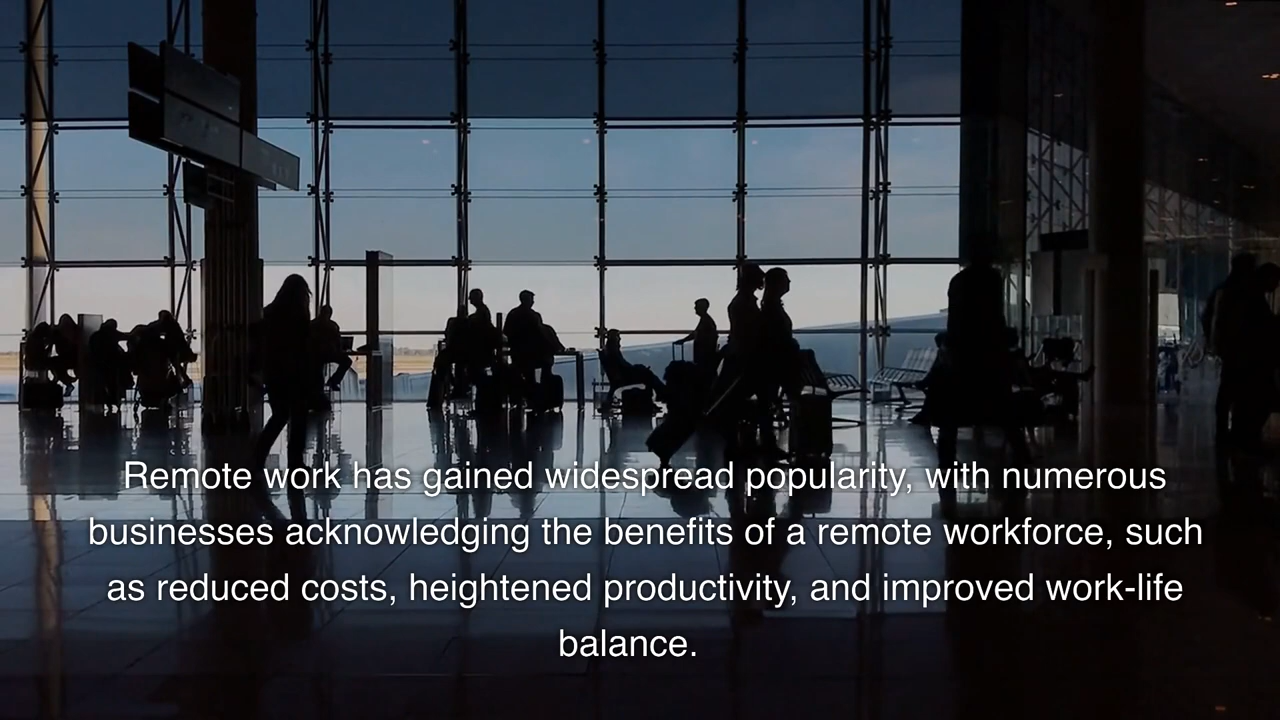 Remote work has gained widespread popularity, with numerous
businesses acknowledging the benefits of a remote workforce, such
as reduced costs, heightened productivity, and improved work-life
balance.